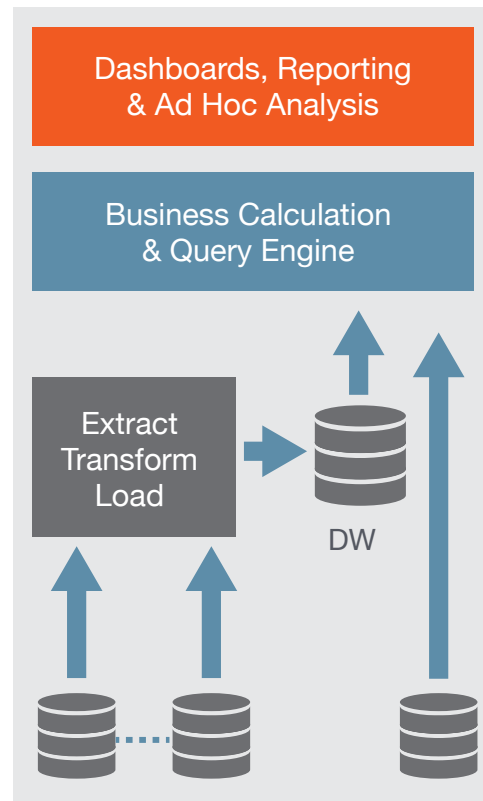 Dashboards, Reporting
& Ad Hoc Analysis
Business Calculation
& Query Engine
Extract
Transform
Load
DW